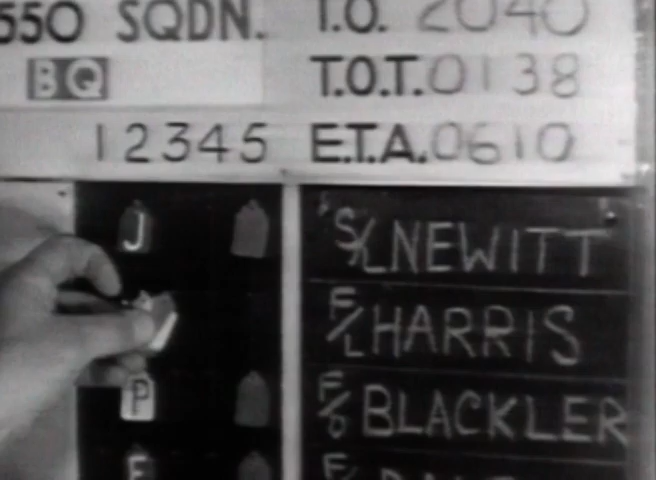 550 SQDN. T.O. 2040
BQ T.O.T. 0138
12345 E.T.A. 0610
J S/L NEWITT
F/L HARRIS
P F/O BLACKLER